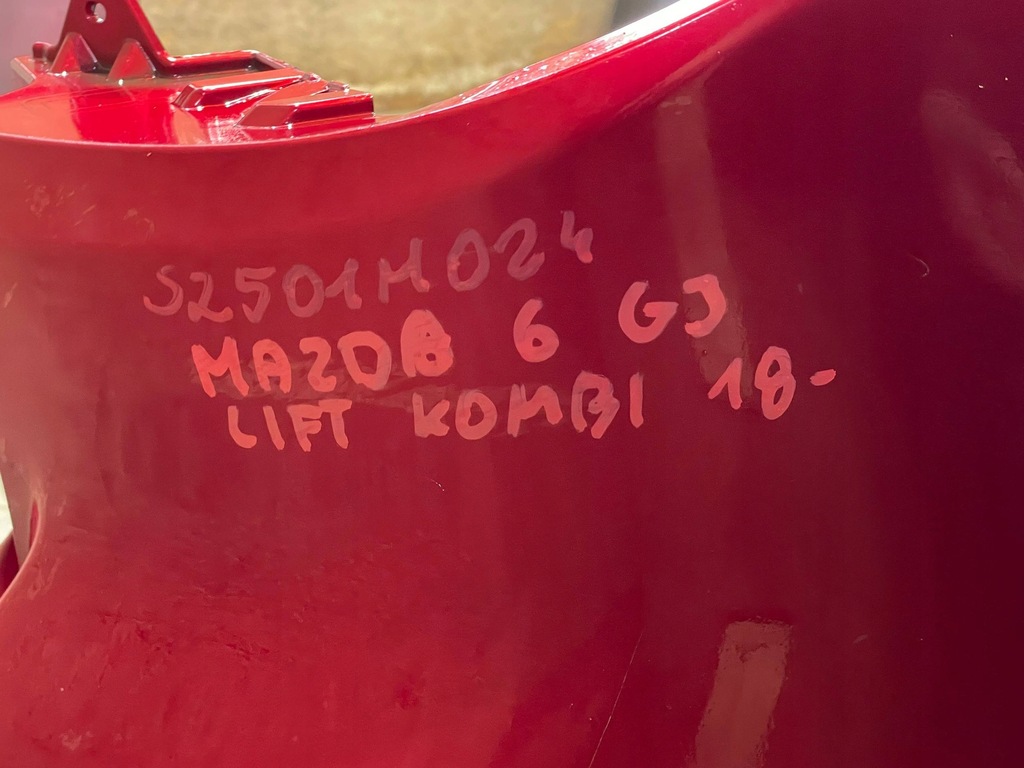 S2501M024
MAZDA 6 GJ
LIFT KOMBI 18-